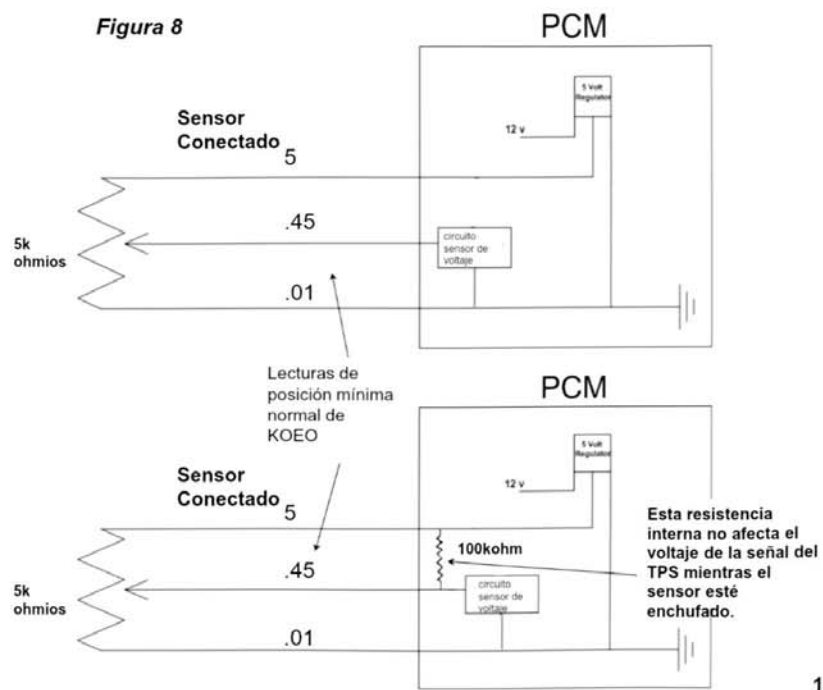 Figura 8
PCM
5 Volt
Regulator
12 v
Sensor
Conectado
5
.45
.01
5k
ohmios
circuito
sensor de
voltaje
Lecturas de
posición mínima
normal de
KOEO
PCM
5 Volt
Regulator
12 v
Sensor
Conectado
5
.45
.01
5k
ohmios
100kohm
circuito
sensor de
voltaje
Esta resistencia
interna no afecta el
voltaje de la señal del
TPS mientras el
sensor esté
enchufado.
1